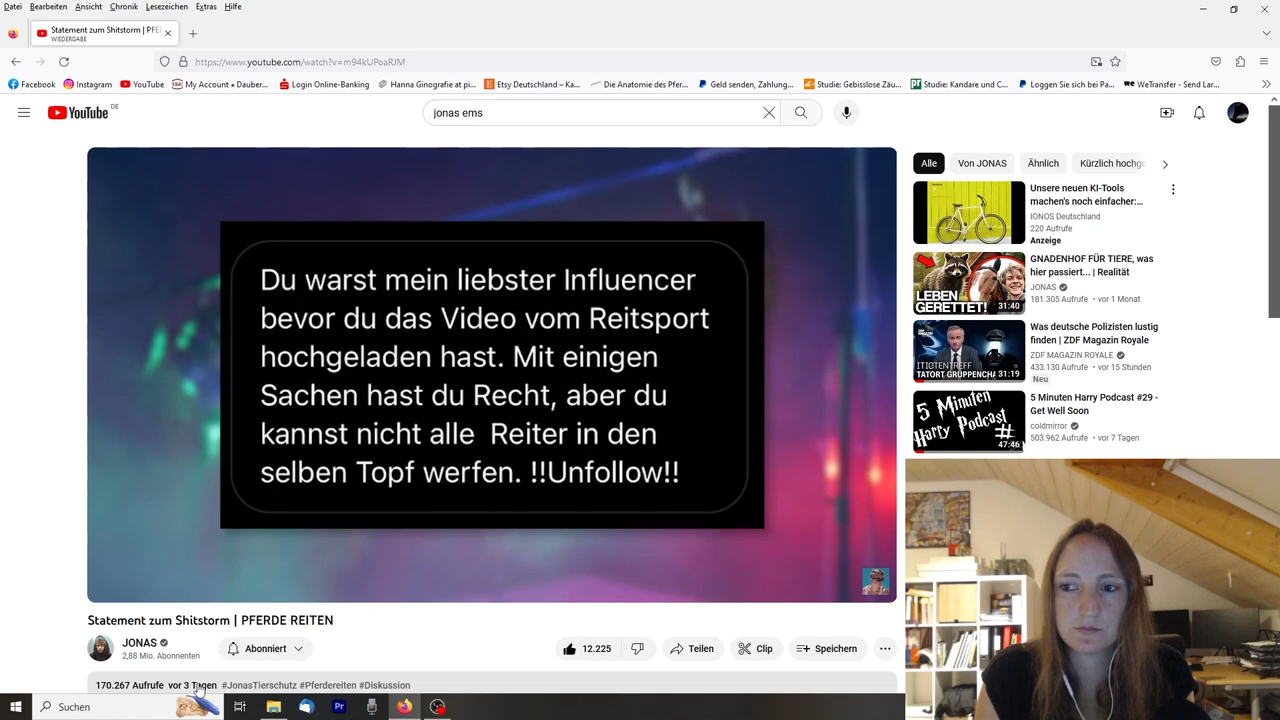 Datei Bearbeiten Ansicht Chronik Lesezeichen Extras Hilfe
Statement zum Shitstorm | PFE
WIEDERGABE
https://www.youtube.com/watch?v=m94kUPoaRJM
Facebook Instagram YouTube My Account • Dauber... Login Online-Banking Hanna Ginografie at pi... Etsy Deutschland – Ka... Die Anatomie des Pfer... Geld senden, Zahlung... Studie: Gebisslose Zäu... Studie: Kandare und C... Loggen Sie sich bei Pa... WeTransfer - Send Lar...
YouTube DE
jonas ems
Du warst mein liebster Influencer
bevor du das Video vom Reitsport
hochgeladen hast. Mit einigen
Sachen hast du Recht, aber du
kannst nicht alle Reiter in den
selben Topf werfen. !!Unfollow!!
Statement zum Shitstorm | PFERDE REITEN
JONAS
2,88 Mio. Abonnenten
Abonniert
12.225
Teilen
Clip
Speichern
170.267 Aufrufe vor 3 Tagen #JonasTierschutz #Pferdereiten #Diskussion
Alle Von JONAS Ähnlich Kürzlich hochge
Unsere neuen KI-Tools
machen's noch einfacher:...
IONOS Deutschland
220 Aufrufe
Anzeige
LEBEN
GERETTET!
31:40
GNADENHOF FÜR TIERE, was
hier passiert... | Realität
JONAS
181.305 Aufrufe • vor 1 Monat
TATORT GRUPPENCHA
31:19
Was deutsche Polizisten lustig
finden | ZDF Magazin Royale
ZDF MAGAZIN ROYALE
433.130 Aufrufe • vor 15 Stunden
Neu
5 Minuten
Harry Podcast
#
47:46
5 Minuten Harry Podcast #29 -
Get Well Soon
coldmirror
503.962 Aufrufe • vor 7 Tagen
Suchen